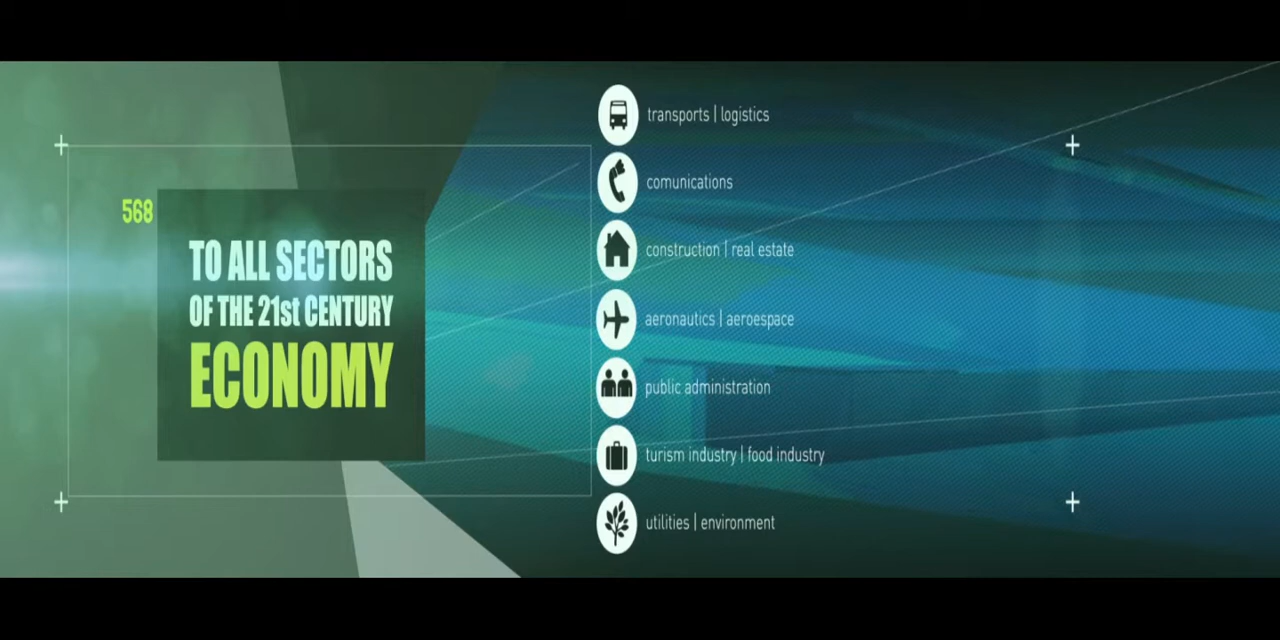 568
TO ALL SECTORS
OF THE 21st CENTURY
ECONOMY
transports | logistics
comunications
construction | real estate
aeronautics | aeroespace
public administration
turism industry | food industry
utilities | environment